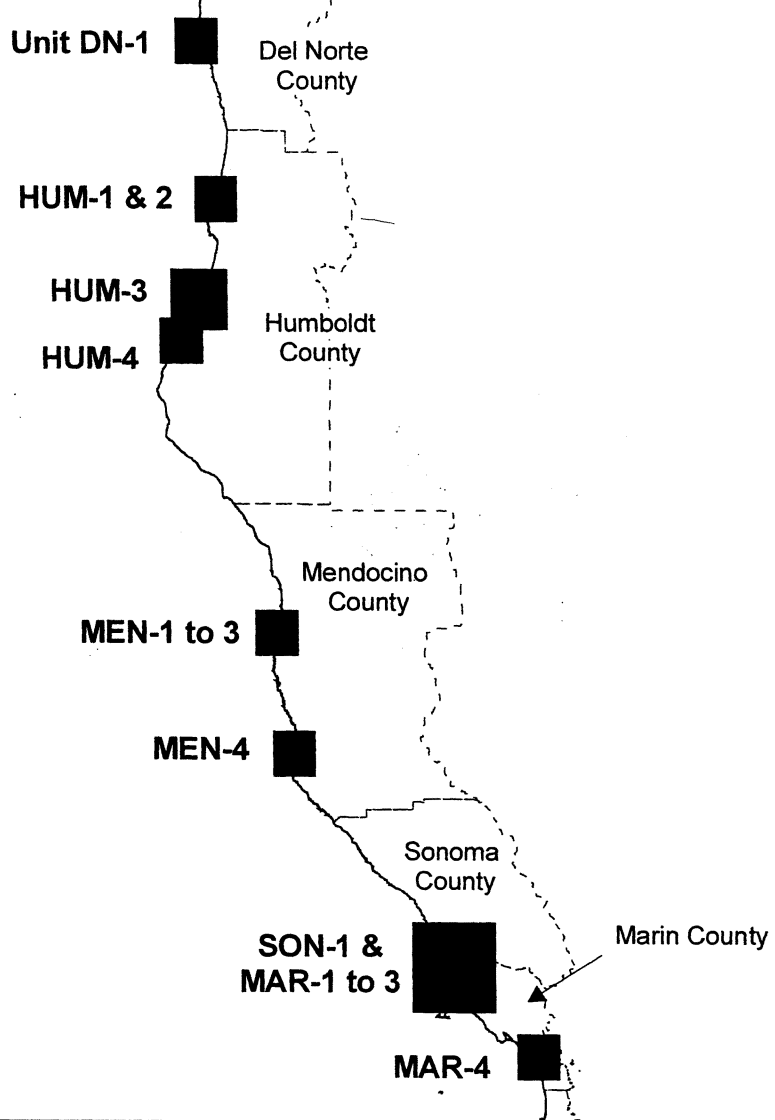 Unit DN-1
Del Norte
County
HUM-1 & 2
HUM-3
Humboldt
County
HUM-4
Mendocino
County
MEN-1 to 3
MEN-4
Sonoma
County
Marin County
SON-1 &
MAR-1 to 3
MAR-4